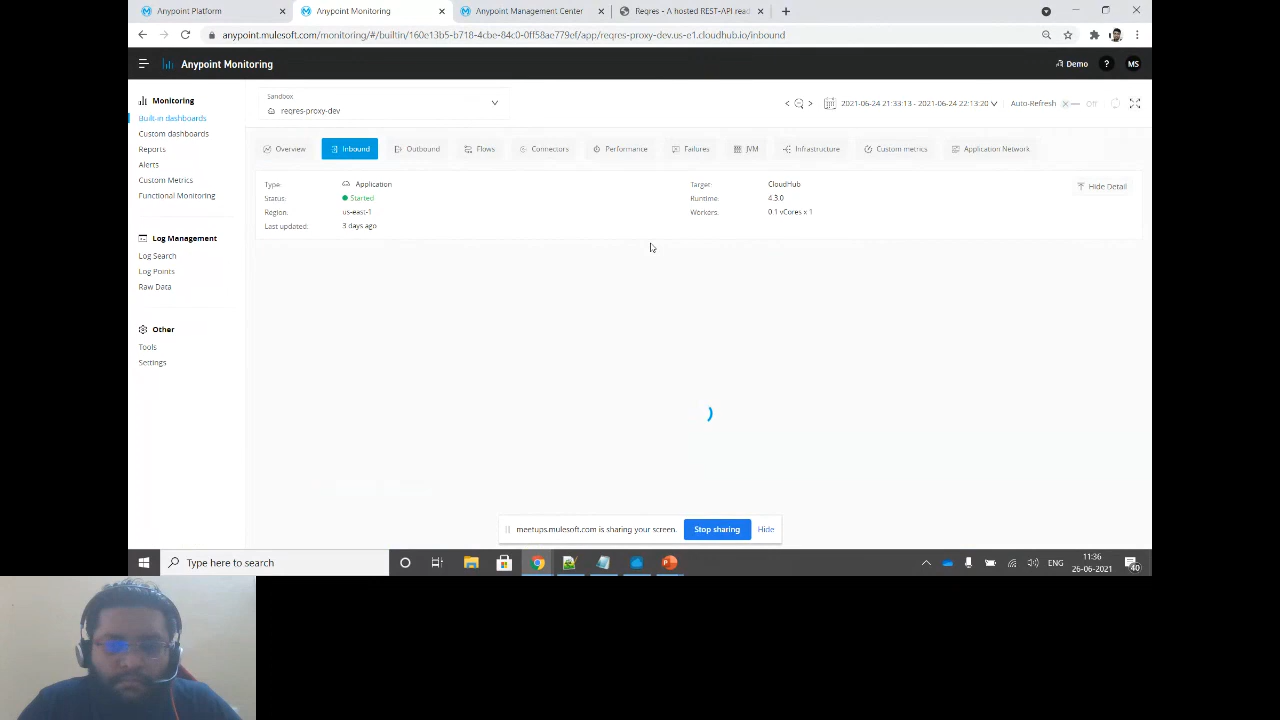 Anypoint Platform
Anypoint Monitoring
Anypoint Management Center
Reqres - A hosted REST-API read
anypoint.mulesoft.com/monitoring/#/builtin/160e13b5-b718-4cbe-84c0-0ff58ae779ef/app/reqres-proxy-dev.us-e1.cloudhub.io/inbound
Anypoint Monitoring
Demo
?
MS
Monitoring
Built-in dashboards
Custom dashboards
Reports
Alerts
Custom Metrics
Functional Monitoring
Log Management
Log Search
Log Points
Raw Data
Other
Tools
Settings
Sandbox
reqres-proxy-dev
2021-06-24 21:33:13 - 2021-06-24 22:13:20
Auto-Refresh
Off
Overview
Inbound
Outbound
Flows
Connectors
Performance
Failures
JVM
Infrastructure
Custom metrics
Application Network
Type: Application
Status: Started
Region: us-east-1
Last updated: 3 days ago
Target: CloudHub
Runtime: 4.3.0
Workers: 0.1 vCores x 1
Hide Detail
meetups.mulesoft.com is sharing your screen.
Stop sharing
Hide
Type here to search
ENG
11:36
26-06-2021
40